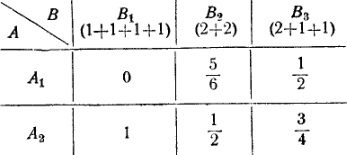 B
A
B₁ B₂ B₃
(1+1+1+1) (2+2) (2+1+1)
A₁ 0 5/6 1/2
A₂ 1 1/2 3/4